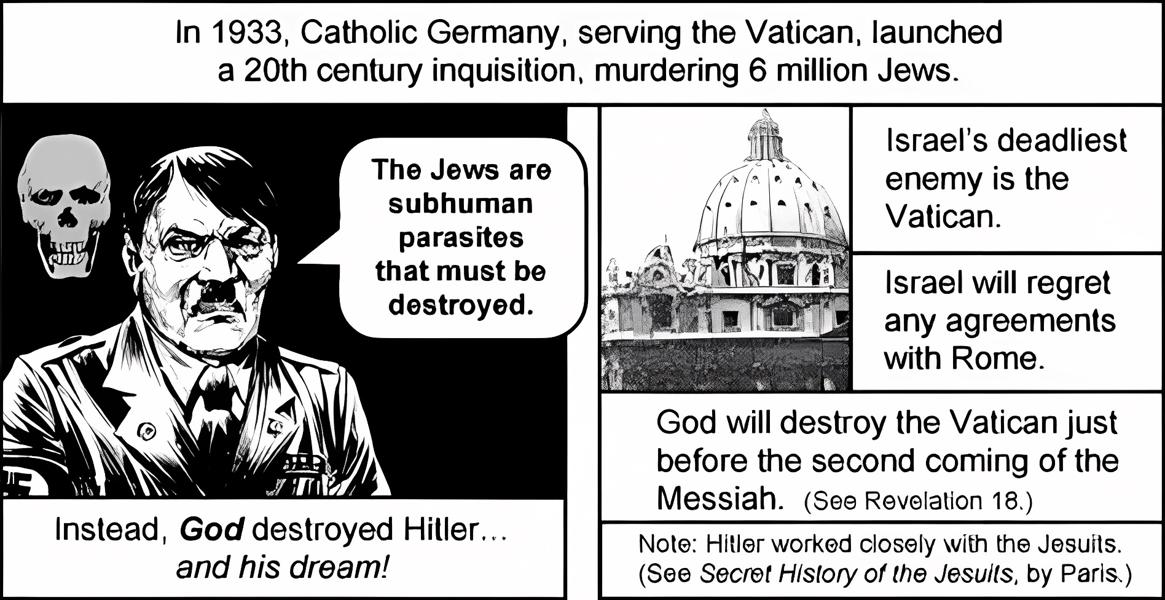 In 1933, Catholic Germany, serving the Vatican, launched
a 20th century inquisition, murdering 6 million Jews.
The Jews are
subhuman
parasites
that must be
destroyed.
Instead, God destroyed Hitler...
and his dream!
Israel's deadliest
enemy is the
Vatican.
Israel will regret
any agreements
with Rome.
God will destroy the Vatican just
before the second coming of the
Messiah. (See Revelation 18.)
Note: Hitler worked closely with the Jesuits.
(See Secret History of the Jesuits, by Paris.)